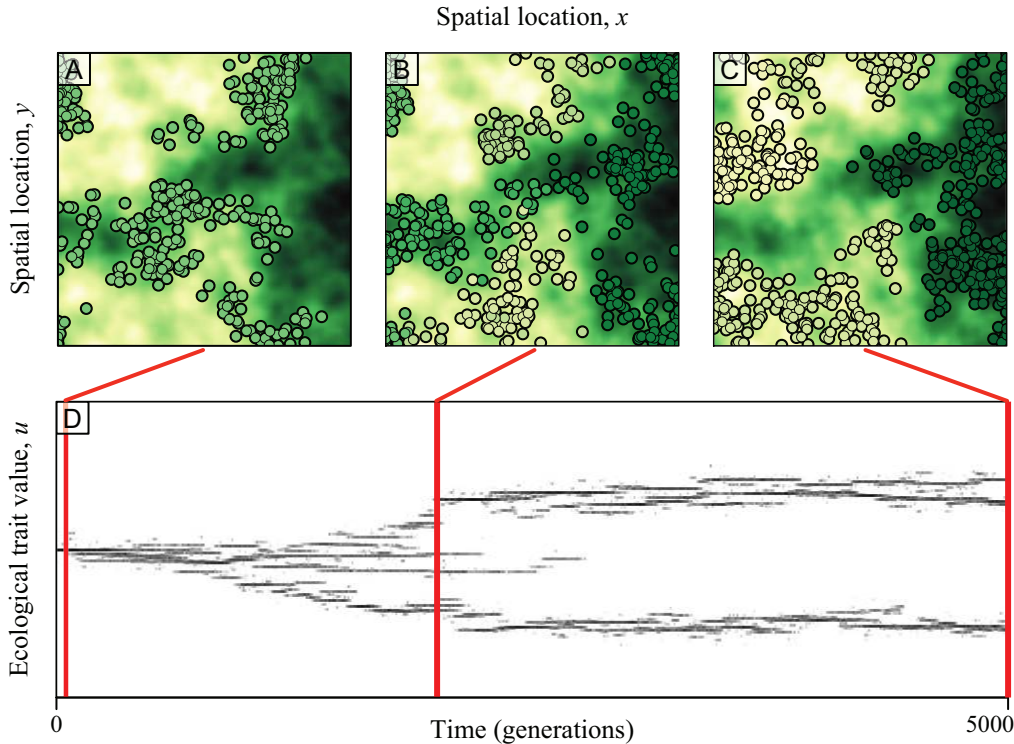 Spatial location, x
Spatial location, y
A
B
C
D
Ecological trait value, u
0
Time (generations)
5000